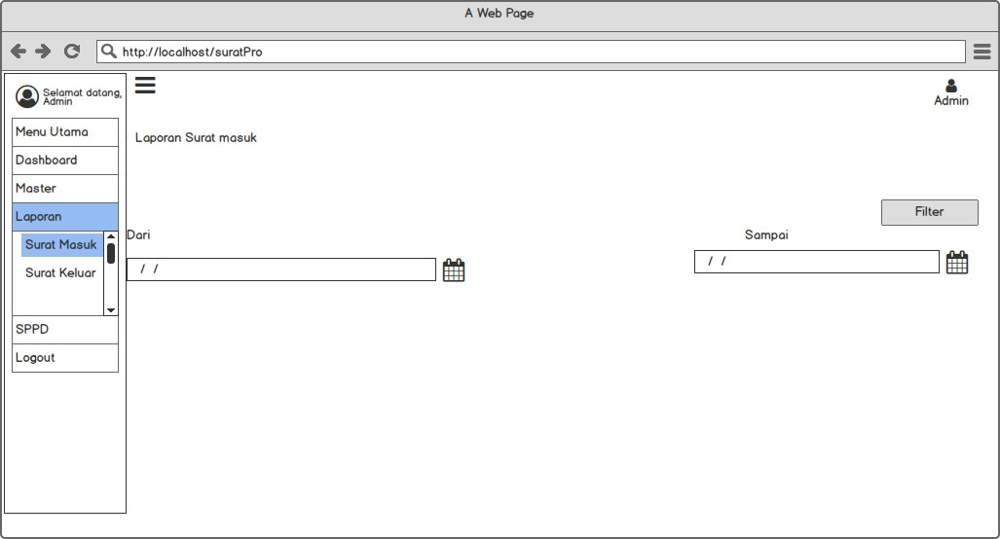 A Web Page
http://localhost/suratPro
Selamat datang,
Admin
Admin
Menu Utama
Dashboard
Master
Laporan
Surat Masuk
Surat Keluar
SPPD
Logout
Laporan Surat masuk
Filter
Dari
Sampai
/ /
/ /